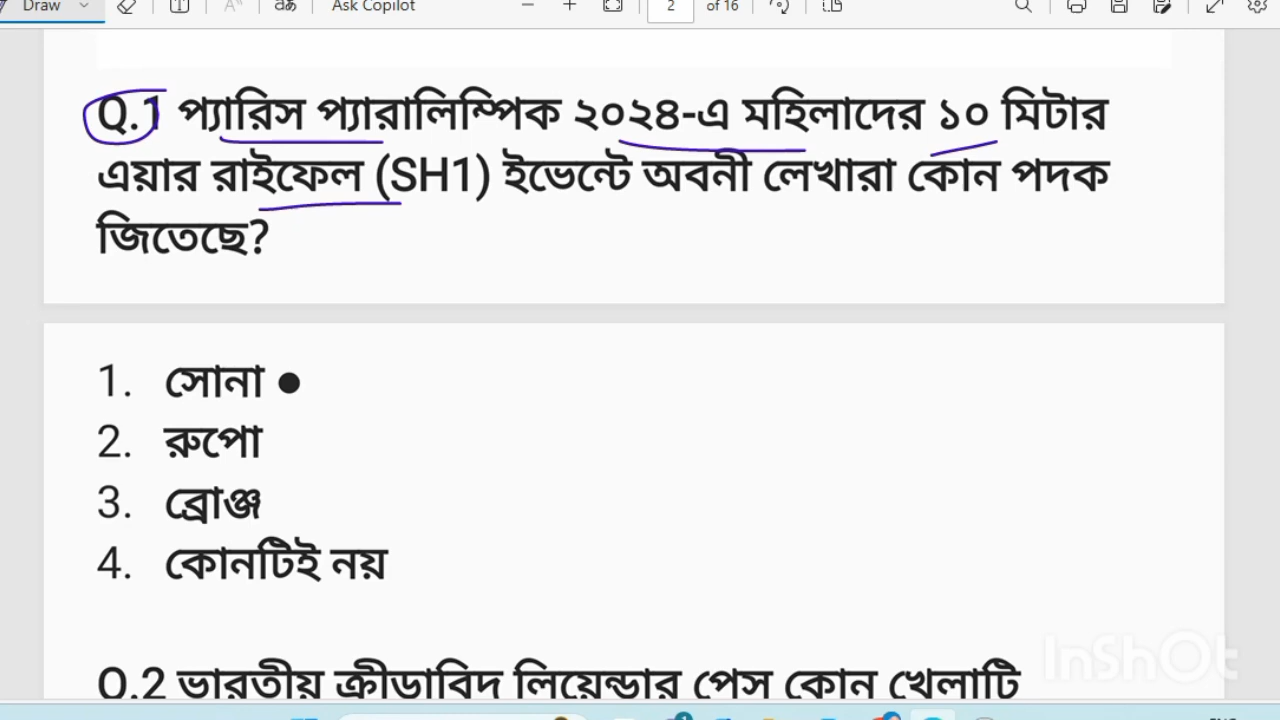 Draw
Ask Copilot
2 of 16
Q.1 প্যারিস প্যারালিম্পিক ২০২৪-এ মহিলাদের ১০ মিটার
এয়ার রাইফেল (SH1) ইভেন্টে অবনী লেখারা কোন পদক
জিতেছে?
1. সোনা ●
2. রুপো
3. ব্রোঞ্জ
4. কোনটিই নয়
InShOt
Q.2 ভারতীয় ক্রীড়াবিদ লিয়েন্ডার পেস কোন খেলাটি